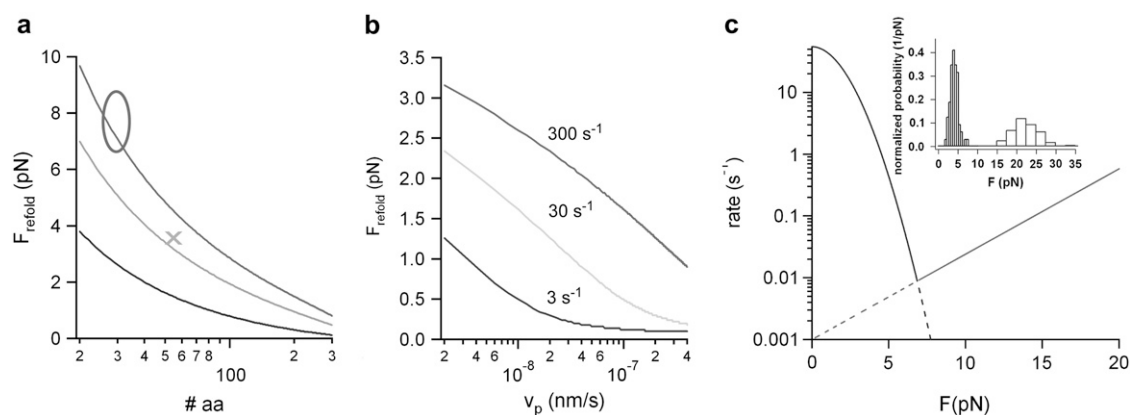 a
b
c
10
8
6
4
2
0
F_refold (pN)
2 3 4 5 6 7 8 100 2 3
# aa
3.5
3.0
2.5
2.0
1.5
1.0
0.5
0.0
F_refold (pN)
300 s⁻¹
30 s⁻¹
3 s⁻¹
2 4 6 10⁻⁸ 2 4 6 10⁻⁷ 2 4
v_p (nm/s)
10
1
0.1
0.01
0.001
rate (s⁻¹)
0 5 10 15 20
F(pN)
normalized probability (1/pN)
0.4
0.3
0.2
0.1
0.0
0 5 10 15 20 25 30 35
F (pN)